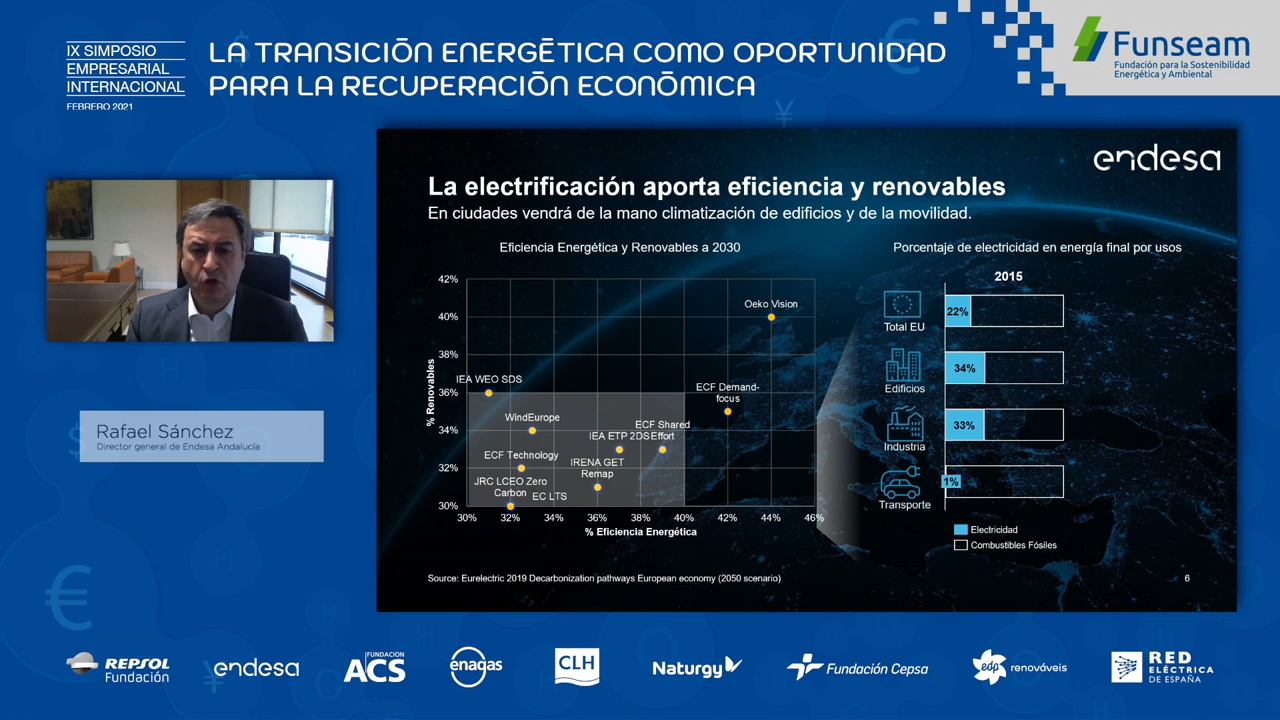 IX SIMPOSIO
EMPRESARIAL
INTERNACIONAL
FEBRERO 2021
LA TRANSICIÓN ENERGÉTICA COMO OPORTUNIDAD
PARA LA RECUPERACIÓN ECONÓMICA
Funseam
Fundación para la Sostenibilidad
Energética y Ambiental
Rafael Sánchez
Director general de Endesa Andalucía
endesa
La electrificación aporta eficiencia y renovables
En ciudades vendrá de la mano climatización de edificios y de la movilidad.
Eficiencia Energética y Renovables a 2030
% Renovables
42%
40%
38%
36%
34%
32%
30%
Oeko Vision
IEA WEO SDS
ECF Demand-
focus
WindEurope
ECF Shared
Effort
IEA ETP 2DS
ECF Technology
IRENA GET
Remap
JRC LCEO Zero
Carbon
EC LTS
30% 32% 34% 36% 38% 40% 42% 44% 46%
% Eficiencia Energética
Porcentaje de electricidad en energía final por usos
2015
Total EU
22%
Edificios
34%
Industria
33%
Transporte
1%
Electricidad
Combustibles Fósiles
Source: Eurelectric 2019 Decarbonization pathways European economy (2050 scenario)
6
REPSOL
Fundación
endesa
FUNDACION
ACS
enagas
CLH
Naturgy
Fundación Cepsa
edp
renováveis
RED
ELÉCTRICA
DE ESPAÑA